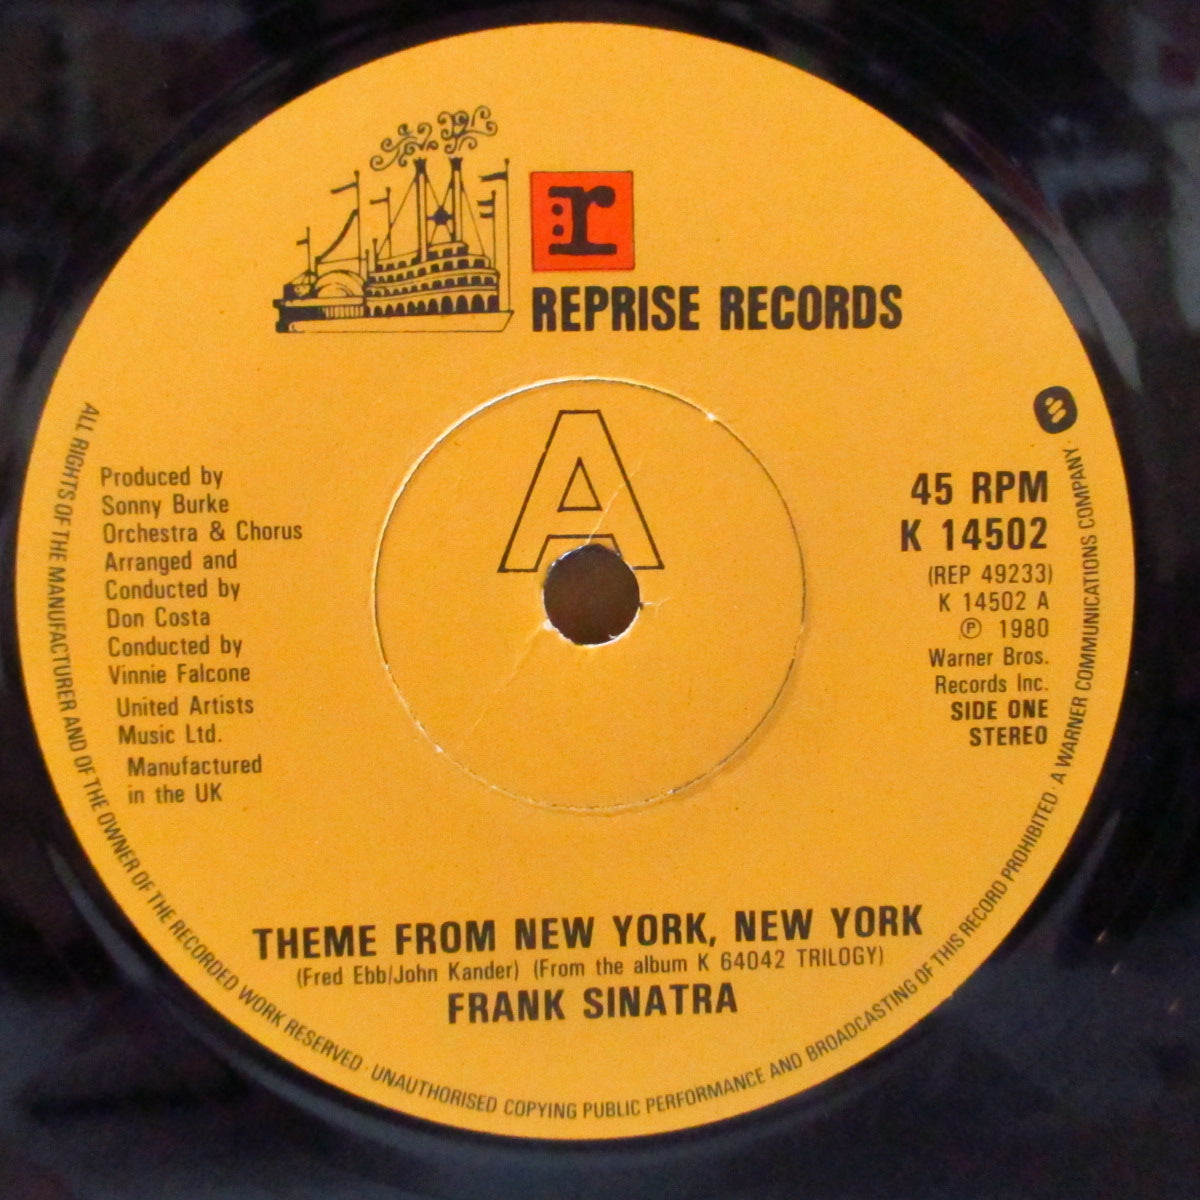 :r
REPRISE RECORDS
A
Produced by
Sonny Burke
Orchestra & Chorus
Arranged and
Conducted by
Don Costa
Conducted by
Vinnie Falcone
United Artists
Music Ltd.
Manufactured
in the UK
45 RPM
K 14502
(REP 49233)
K 14502 A
℗ 1980
Warner Bros.
Records Inc.
SIDE ONE
STEREO
THEME FROM NEW YORK, NEW YORK
(Fred Ebb/John Kander) (From the album K 64042 TRILOGY)
FRANK SINATRA
ALL RIGHTS OF THE MANUFACTURER AND OF THE OWNER OF THE RECORDED WORK RESERVED · UNAUTHORISED COPYING PUBLIC PERFORMANCE AND BROADCASTING OF THIS RECORD PROHIBITED · A WARNER COMMUNICATIONS COMPANY